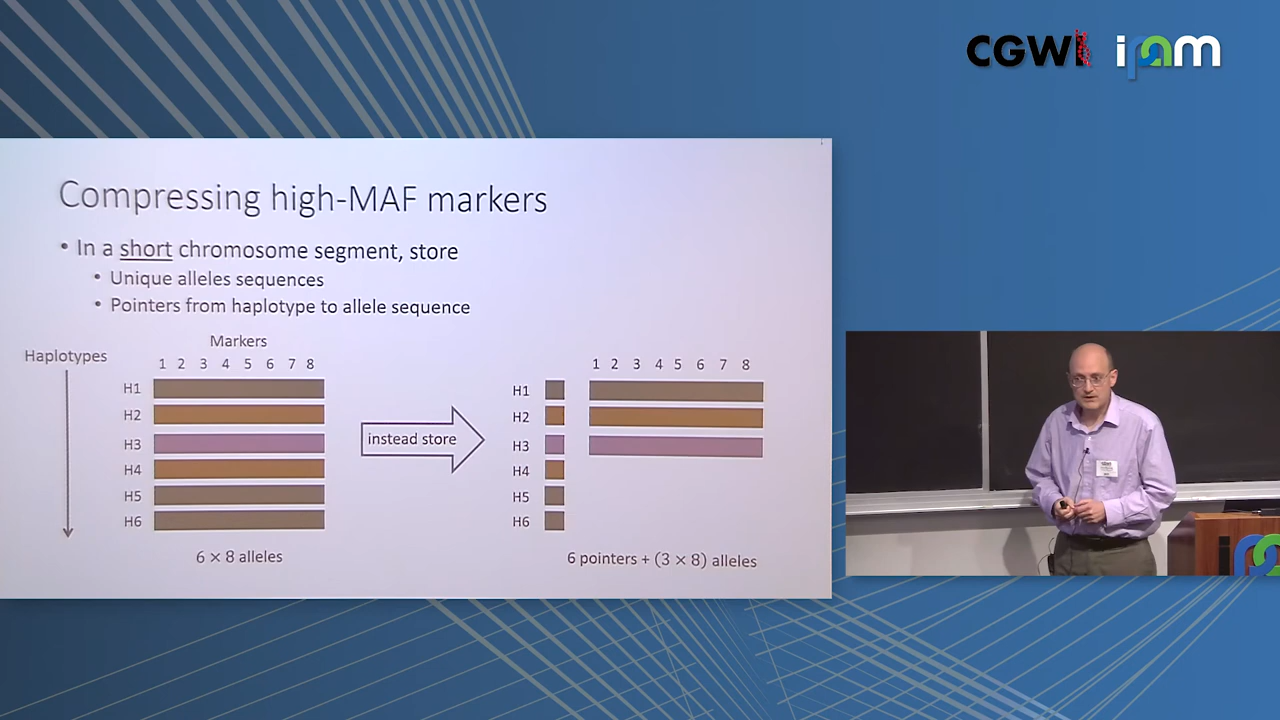 CGWI ipam
Compressing high-MAF markers
• In a short chromosome segment, store
• Unique alleles sequences
• Pointers from haplotype to allele sequence
Markers
Haplotypes
1 2 3 4 5 6 7 8
H1
H2
H3
H4
H5
H6
6 × 8 alleles
instead store
1 2 3 4 5 6 7 8
H1
H2
H3
H4
H5
H6
6 pointers + (3 × 8) alleles